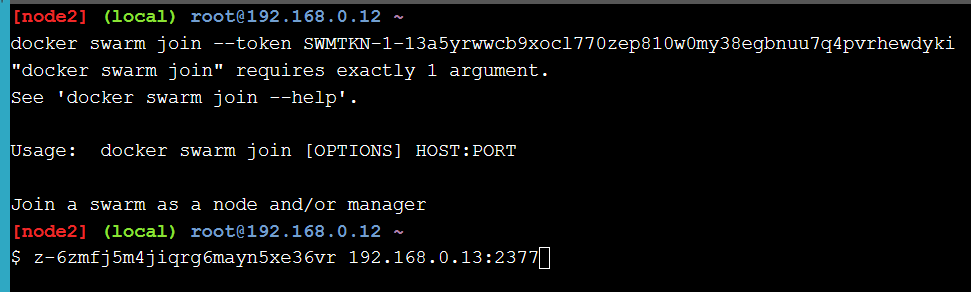 [node2] (local) root@192.168.0.12 ~
docker swarm join --token SWMTKN-1-13a5yrwwcb9xocl770zep810w0my38egbnuu7q4pvrhewdyki
"docker swarm join" requires exactly 1 argument.
See 'docker swarm join --help'.
Usage:  docker swarm join [OPTIONS] HOST:PORT
Join a swarm as a node and/or manager
[node2] (local) root@192.168.0.12 ~
$ z-6zmfj5m4jiqrg6mayn5xe36vr 192.168.0.13:2377